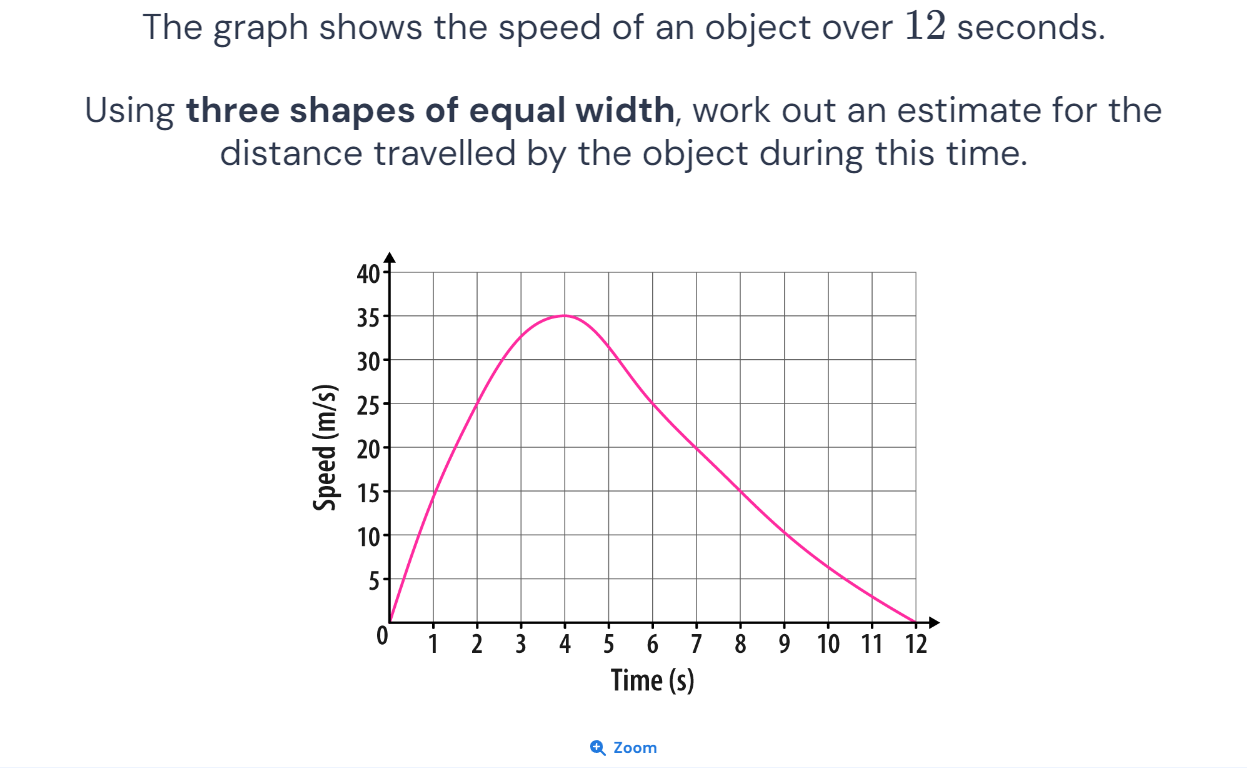 The graph shows the speed of an object over 12 seconds.
Using three shapes of equal width, work out an estimate for the
distance travelled by the object during this time.
Speed (m/s)
40
35
30
25
20
15
10
5
0 1 2 3 4 5 6 7 8 9 10 11 12
Time (s)
Zoom